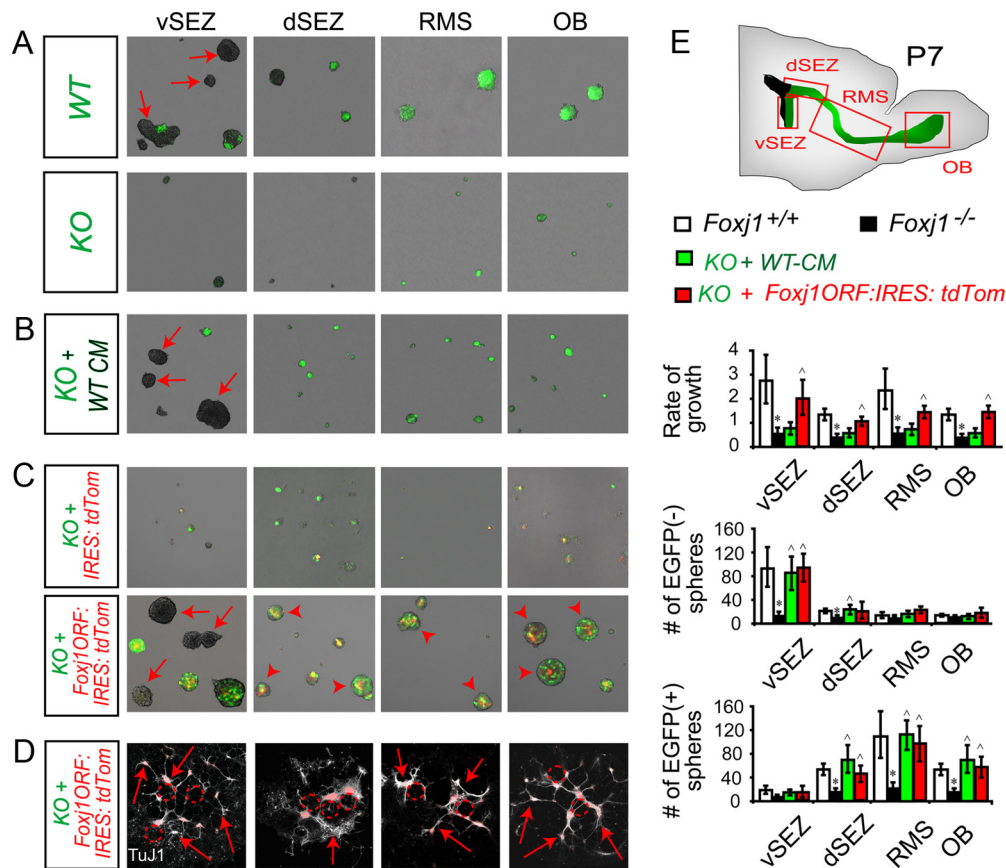 vSEZ dSEZ RMS OB
A
WT
KO
B
KO +
WT CM
C
KO +
IRES: tdTom
KO +
Foxj1ORF:
IRES: tdTom
D
KO +
Foxj1ORF:
IRES: tdTom
TuJ1
E
P7
dSEZ
RMS
vSEZ
OB
Foxj1+/+ Foxj1-/-
KO + WT-CM
KO + Foxj1ORF:IRES: tdTom
Rate of
growth
4
3
2
1
0
* ^ * ^ * ^ * ^
vSEZ dSEZ RMS OB
# of EGFP(-)
spheres
160
120
80
40
0
* ^ ^ * ^
vSEZ dSEZ RMS OB
# of EGFP(+)
spheres
160
120
80
40
0
* ^ ^ * ^ ^ * ^ ^
vSEZ dSEZ RMS OB